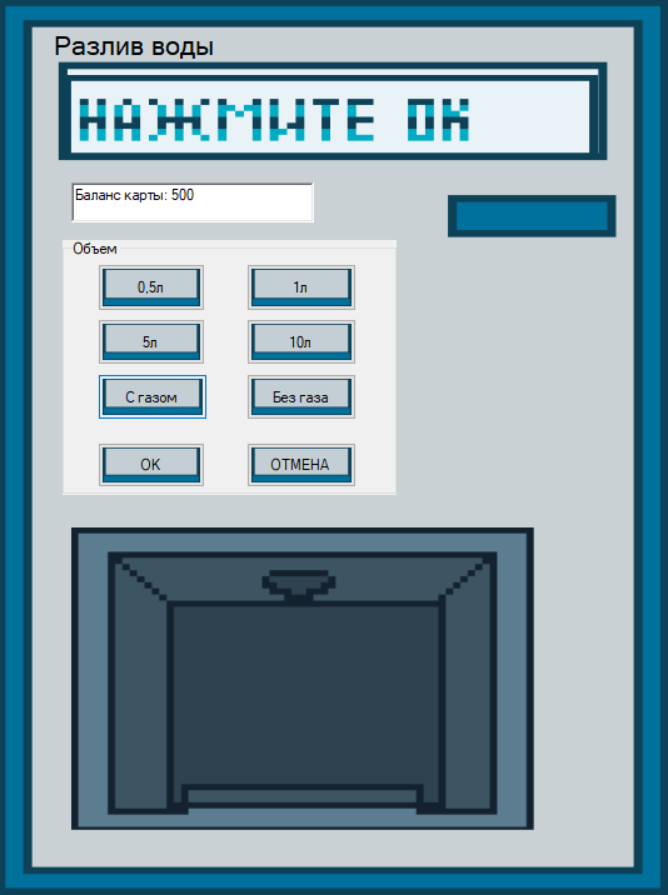 Разлив воды
НАЖМИТЕ ОК
Баланс карты: 500
Объем
0,5л 1л
5л 10л
С газом Без газа
ОК ОТМЕНА